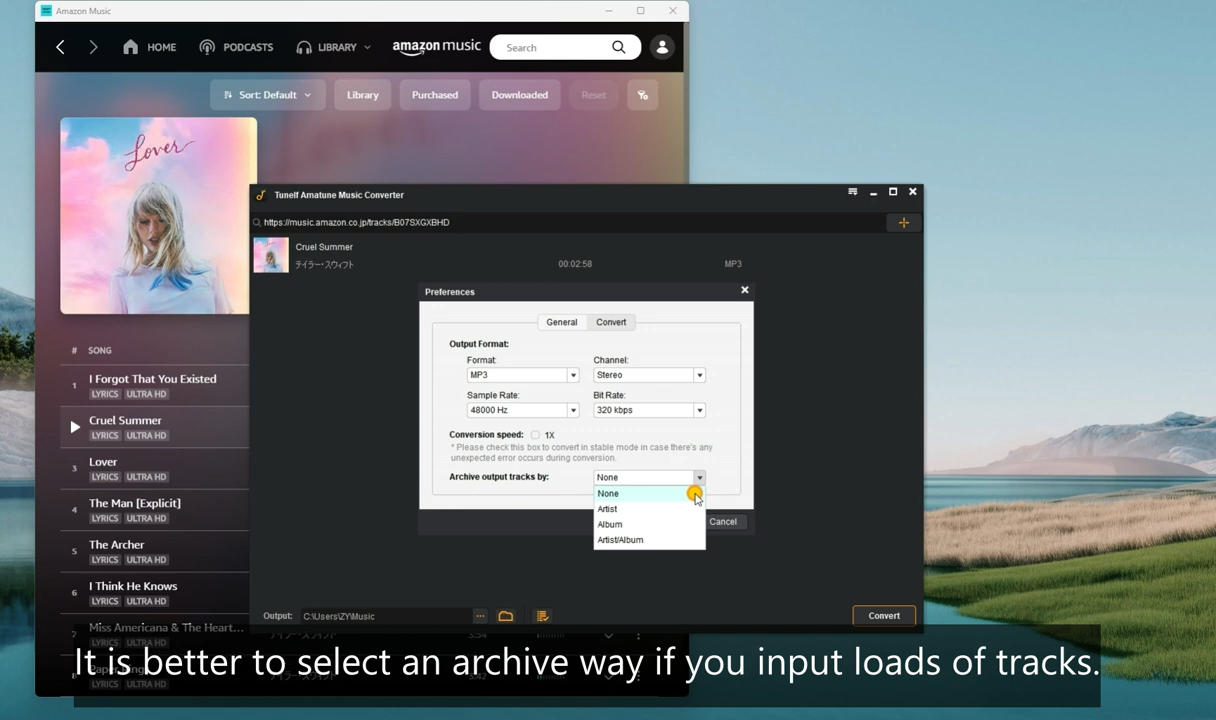 Amazon Music
HOME
PODCASTS
LIBRARY
amazon music
Search
Sort: Default
Library
Purchased
Downloaded
Reset
Lover
# SONG
1 I Forgot That You Existed
LYRICS ULTRA HD
Cruel Summer
LYRICS ULTRA HD
3 Lover
LYRICS ULTRA HD
4 The Man [Explicit]
LYRICS ULTRA HD
5 The Archer
LYRICS ULTRA HD
6 I Think He Knows
LYRICS ULTRA HD
Miss Americana & The Heart...
LYRICS ULTRA HD
LYRICS ULTRA HD
Tunelf Amatune Music Converter
https://music.amazon.co.jp/tracks/B07SXGXBHD
Cruel Summer
テイラー・スウィフト
00:02:58
MP3
Preferences
General
Convert
Output Format:
Format:
Channel:
MP3
Stereo
Sample Rate:
Bit Rate:
48000 Hz
320 kbps
Conversion speed: 1X
* Please check this box to convert in stable mode in case there's any
unexpected error occurs during conversion.
Archive output tracks by:
None
None
Artist
Album
Artist/Album
Cancel
Output:
C:\Users\ZY\Music
...
Convert
It is better to select an archive way if you input loads of tracks.